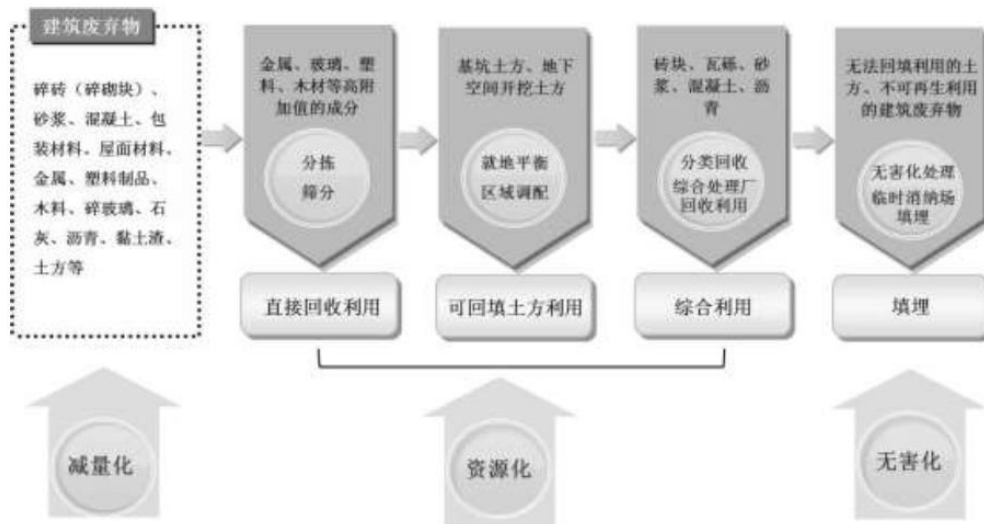 建筑废弃物
碎砖（碎砌块）、
砂浆、混凝土、包
装材料、屋面材料、
金属、塑料制品、
木料、碎玻璃、石
灰、沥青、黏土渣、
土方等
金属、玻璃、塑
料、木材等高附
加值的成分
分拣
筛分
直接回收利用
基坑土方、地下
空间开挖土方
就地平衡
区域调配
可回填土方利用
砖块、瓦砾、砂
浆、混凝土、沥
青
分类回收
综合处理厂
回收利用
综合利用
无法回填利用的土
方、不可再生利用
的建筑废弃物
无害化处理
临时消纳场
填埋
填埋
减量化
资源化
无害化